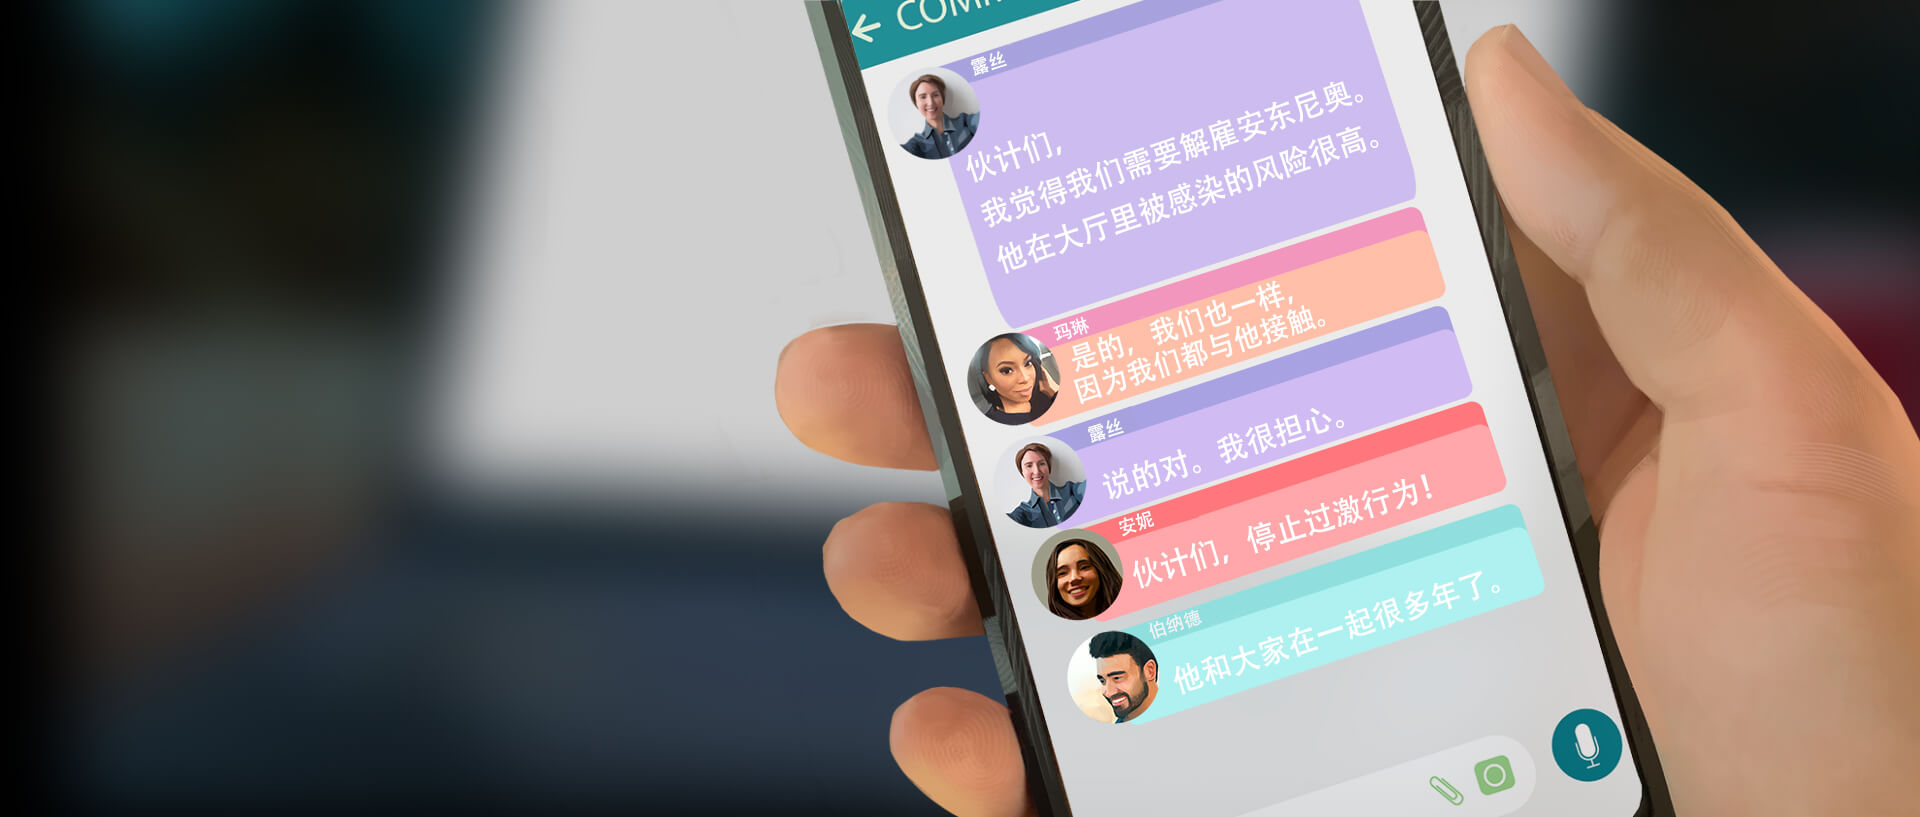 露丝
伙计们,
我觉得我们需要解雇安东尼奥。
他在大厅里被感染的风险很高。
玛琳
是的，我们也一样，
因为我们都与他接触。
露丝
说的对。我很担心。
安妮
伙计们，停止过激行为！
伯纳德
他和大家在一起很多年了。